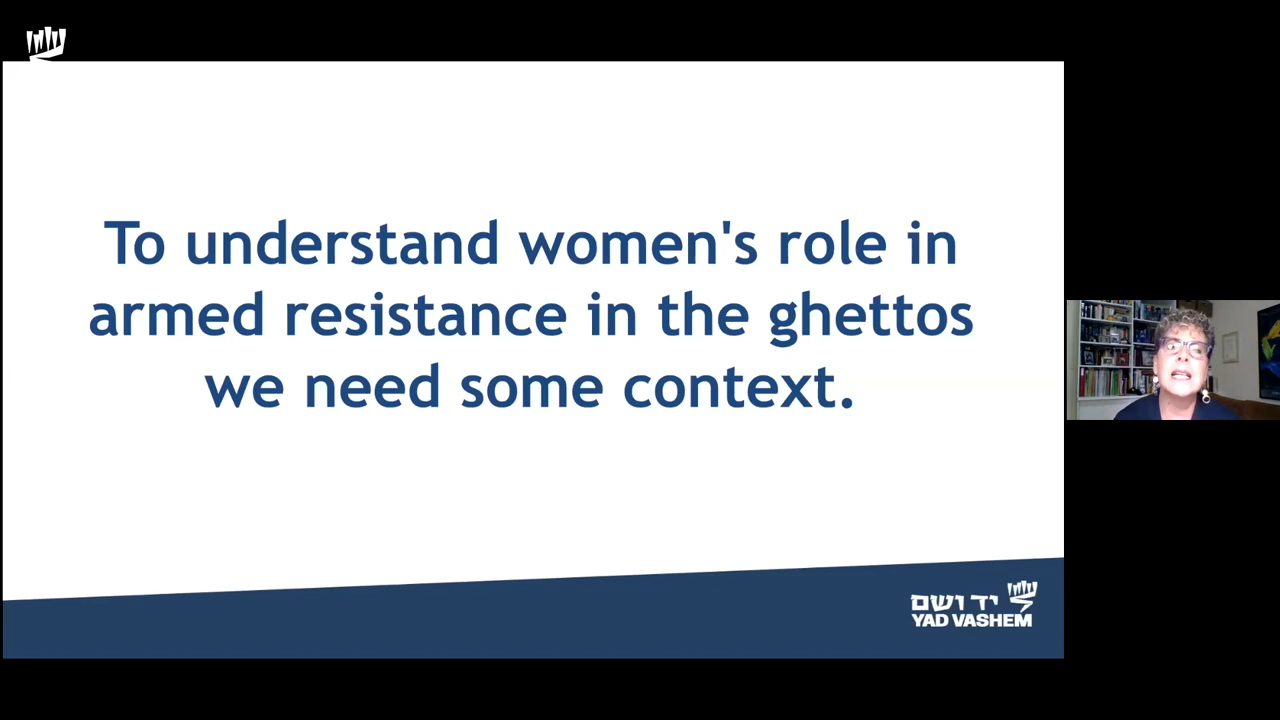 To understand women's role in
armed resistance in the ghettos
we need some context.
יד ושם
YAD VASHEM